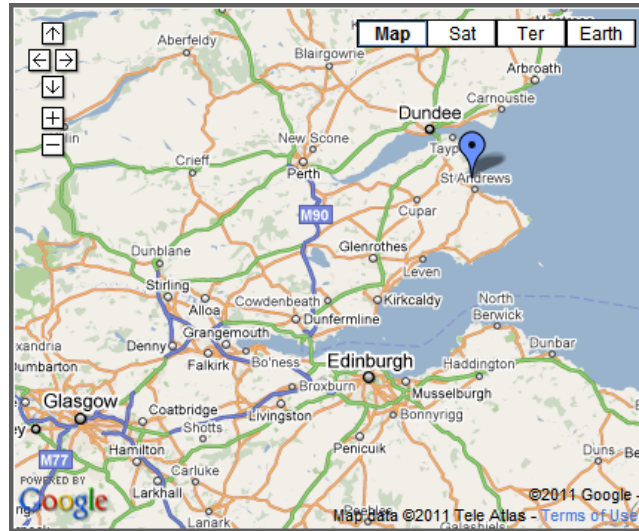 Map Sat Ter Earth
Aberfeldy
Blairgowrie
Arbroath
Carnoustie
Dundee
New Scone
Crieff
Perth
St Andrews
M90
Cupar
Dunblane
Glenrothes
Leven
Stirling
Alloa
Cowdenbeath
Kirkcaldy
North
Berwick
Dunfermline
Grangemouth
Denny
Falkirk
Bo'ness
Dunbar
Edinburgh
Haddington
Dumbarton
Broxburn
Musselburgh
Glasgow
Coatbridge
Livingston
Bonnyrigg
Shotts
Penicuik
Hamilton
M77
Carluke
Duns
POWERED BY
Google
Larkhall
Lanark
Peebles
Galashiels
©2011 Google -
Map data ©2011 Tele Atlas - Terms of Use